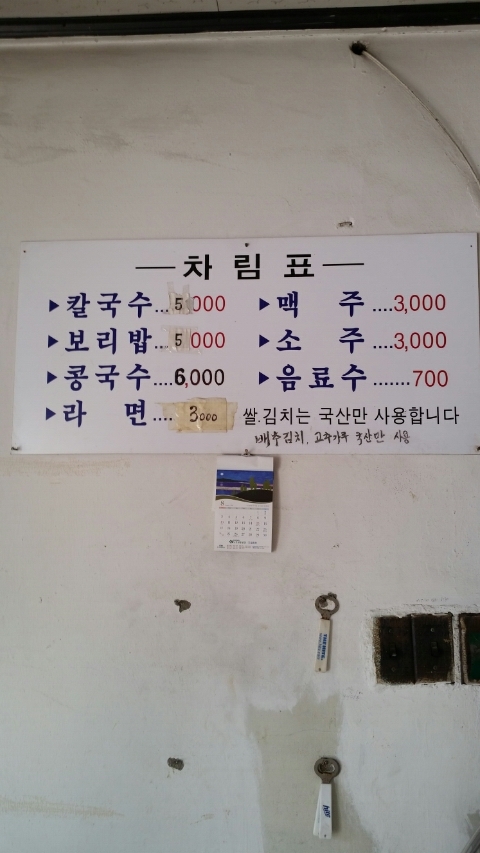 차림표
▶칼국수...5,000
▶보리밥...5,000
▶콩국수....6,000
▶라 면.... 3000
▶맥 주....3,000
▶소 주....3,000
▶음료수.......700
쌀.김치는 국산만 사용합니다
배추김치, 고추가루 국산만 사용
hite